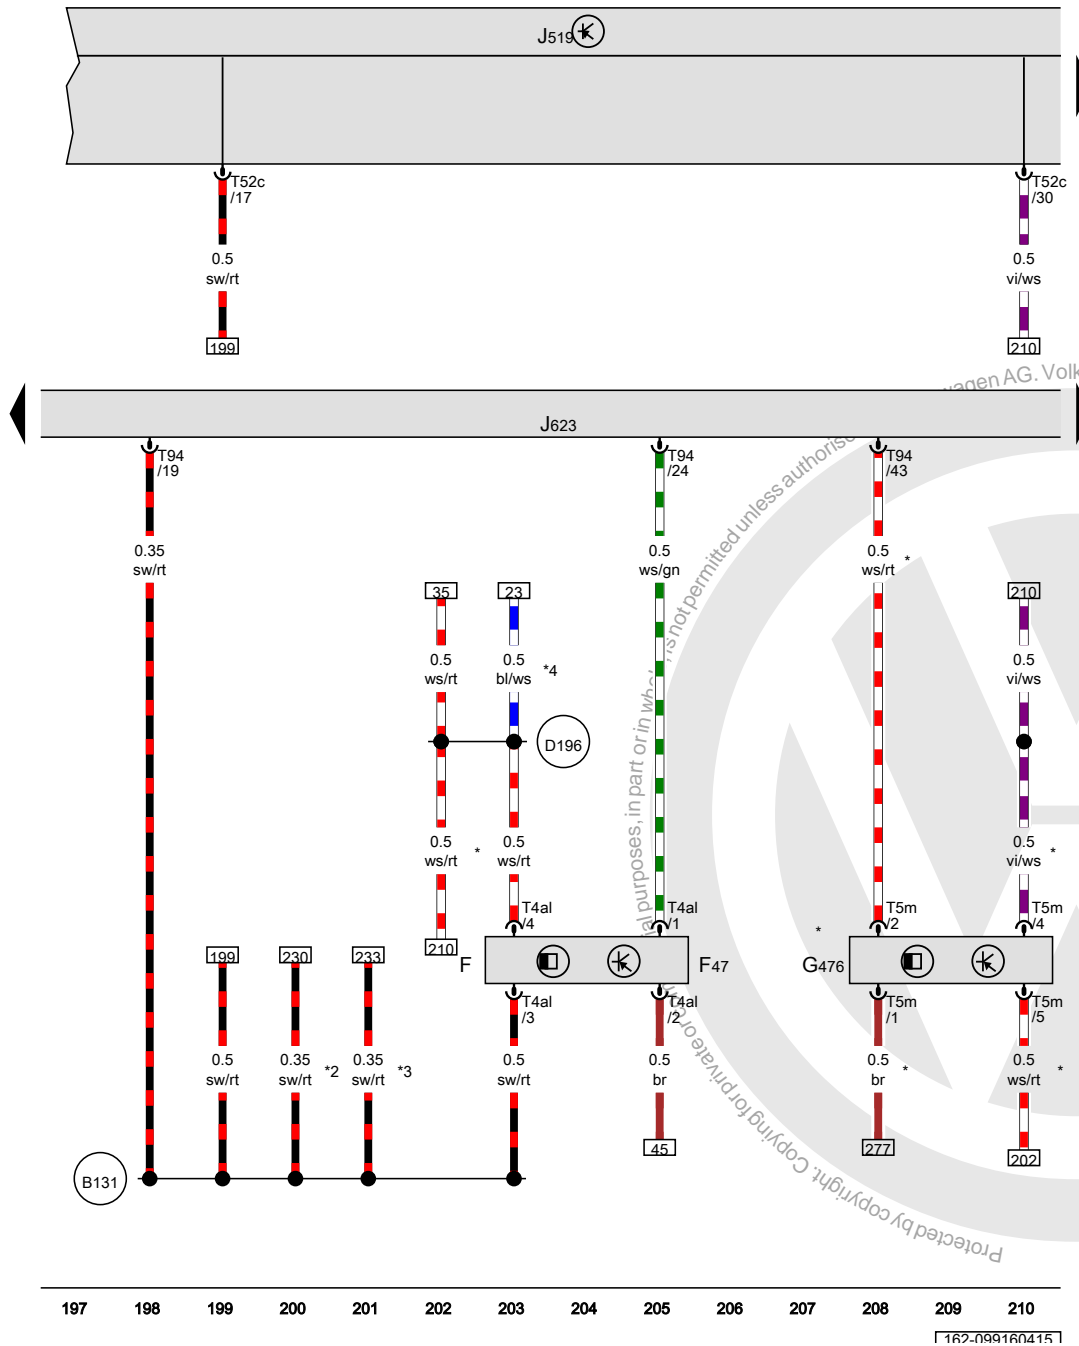 J519
T52c
/17
T52c
/30
0.5
sw/rt
0.5
vi/ws
199
210
wagen AG. Volk
J623
T94
/19
T94
/24
T94
/43
0.35
sw/rt
0.5
ws/gn
0.5
ws/rt *
35
23
210
0.5
ws/rt
0.5
bl/ws *4
0.5
vi/ws
D196
0.5
ws/rt *
0.5
ws/rt
0.5
vi/ws *
T4al
/4
T4al
/1
T5m
/2
T5m
/4
*
199
230
233
210
F
F47
G476
T4al
/3
T4al
/2
T5m
/1
T5m
/5
0.5
sw/rt
0.35
sw/rt *2
0.35
sw/rt *3
0.5
sw/rt
0.5
br
0.5
br *
0.5
ws/rt *
45
277
202
B131
Protected by copyright. Copying for private or
ial purposes, in part or in
, is not permitted unless
197 198 199 200 201 202 203 204 205 206 207 208 209 210
162-099160415